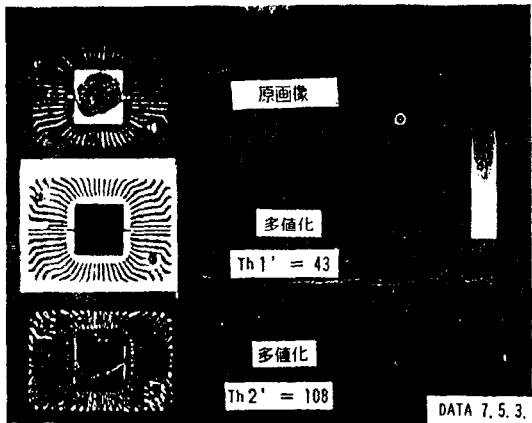 原画像
多値化
Th1' = 43
多値化
Th2' = 108
DATA 7.5.3.